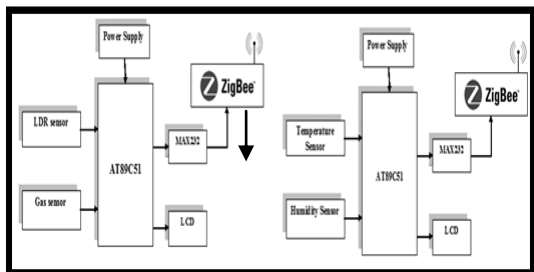 Power Supply
Z ZigBee
LDR sensor
AT89C51
MAX232
Gas sensor
LCD
Power Supply
Z ZigBee
Temperature
Sensor
AT89C51
MAX232
Humidity Sensor
LCD